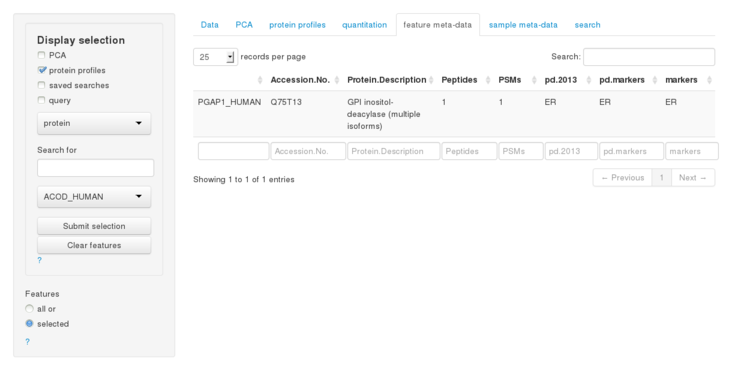 Data PCA protein profiles quantitation feature meta-data sample meta-data search
Display selection
PCA
protein profiles
saved searches
query
protein
Search for
ACOD_HUMAN
Submit selection
Clear features
?
Features
all or
selected
?
25 records per page Search:
Accession.No. Protein.Description Peptides PSMs pd.2013 pd.markers markers
PGAP1_HUMAN Q75T13 GPI inositol- 1 1 ER ER ER
deacylase (multiple
isoforms)
Accession.No. Protein.Description Peptides PSMs pd.2013 pd.markers markers
Showing 1 to 1 of 1 entries ← Previous 1 Next →